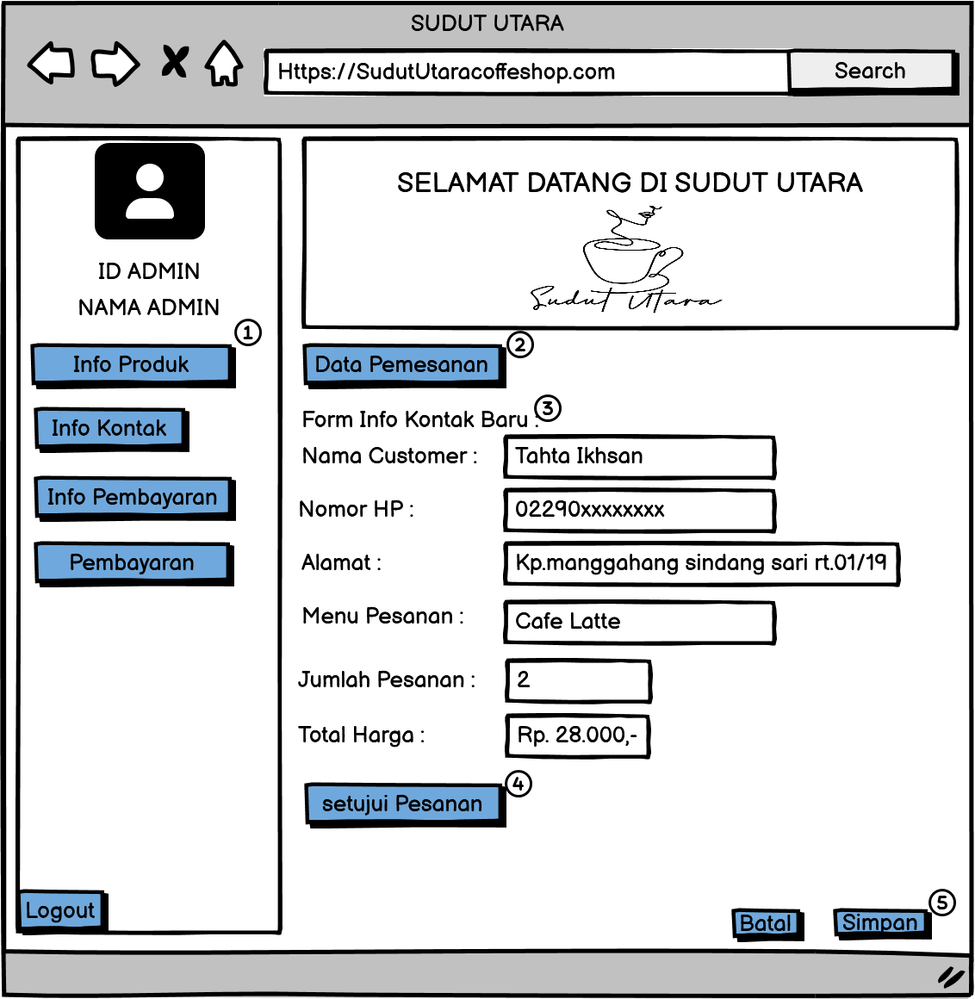 SUDUT UTARA
Https://SudutUtaracoffeshop.com
Search
ID ADMIN
NAMA ADMIN
1
Info Produk
Info Kontak
Info Pembayaran
Pembayaran
Logout
SELAMAT DATANG DI SUDUT UTARA
Sudut Utara
2
Data Pemesanan
3
Form Info Kontak Baru :
Nama Customer : Tahta Ikhsan
Nomor HP : 02290xxxxxxxx
Alamat : Kp.manggahang sindang sari rt.01/19
Menu Pesanan : Cafe Latte
Jumlah Pesanan : 2
Total Harga : Rp. 28.000,-
4
setujui Pesanan
5
Batal
Simpan